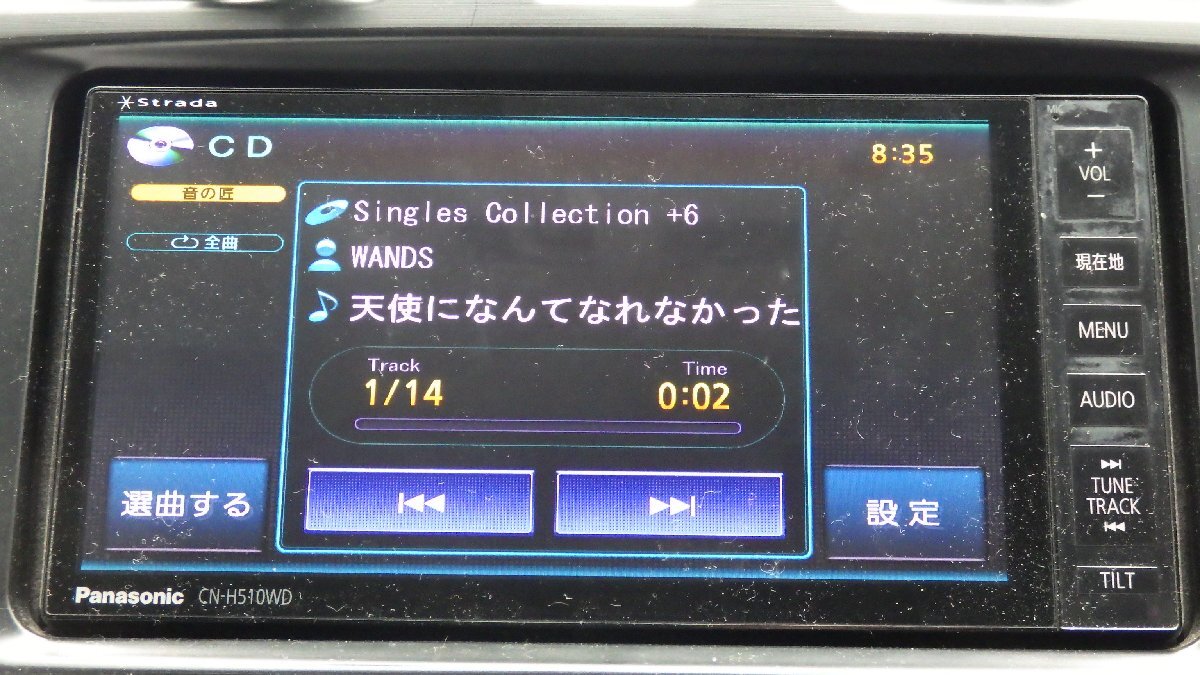 Strada
CD
8:35
音の匠
全曲
Singles Collection +6
WANDS
天使になんてなれなかった
Track
Time
1/14
0:02
選曲する
設定
Panasonic CN-H510WD
MIC
+
VOL
−
現在地
MENU
AUDIO
TUNE
TRACK
TILT